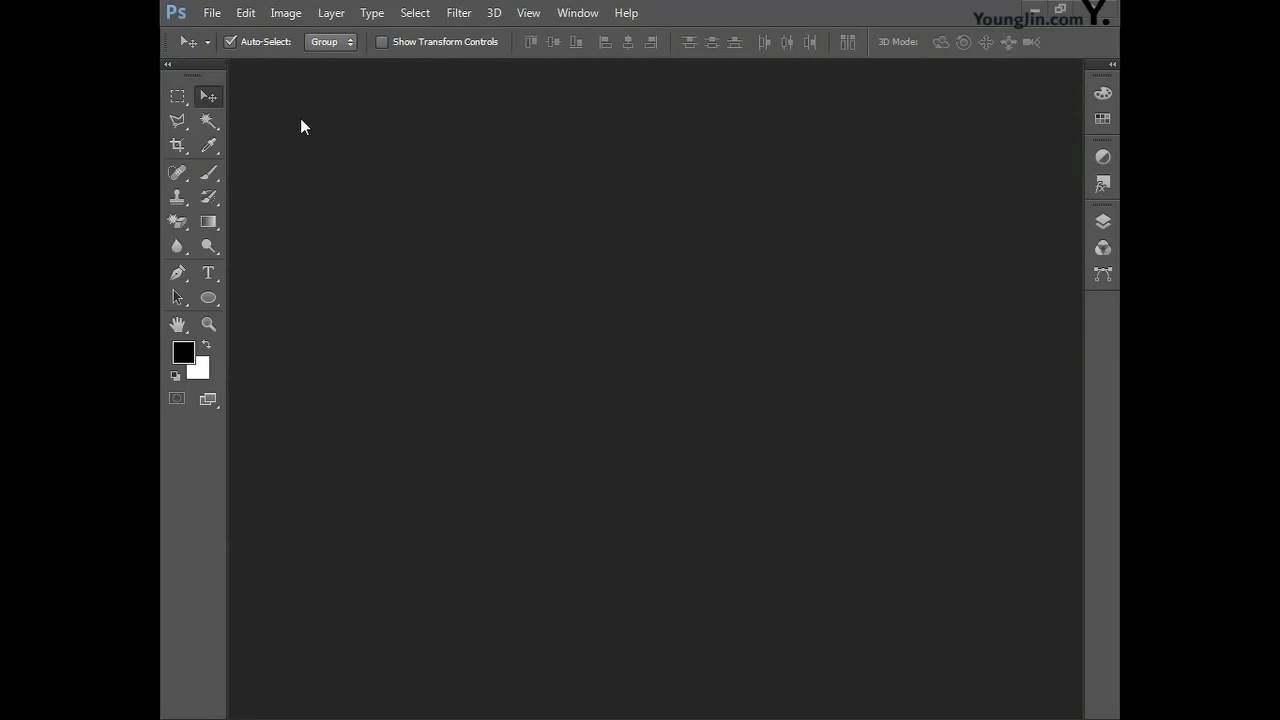 Ps File Edit Image Layer Type Select Filter 3D View Window Help
YoungJin.com Y.
Auto-Select: Group Show Transform Controls 3D Mode:
T